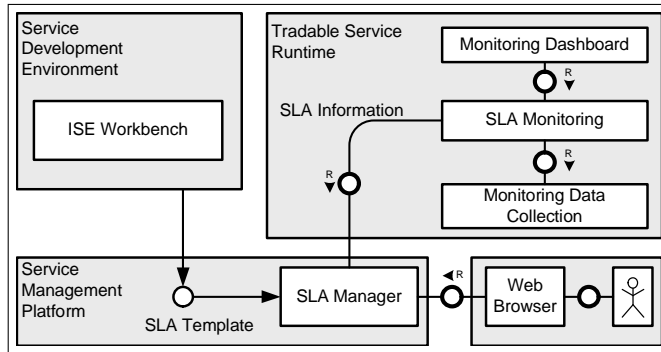 Service
Development
Environment
ISE Workbench
Tradable Service
Runtime
Monitoring Dashboard
R
SLA Information
SLA Monitoring
R
R
Monitoring Data
Collection
Service
Management
Platform
SLA Template
SLA Manager
R
Web
Browser